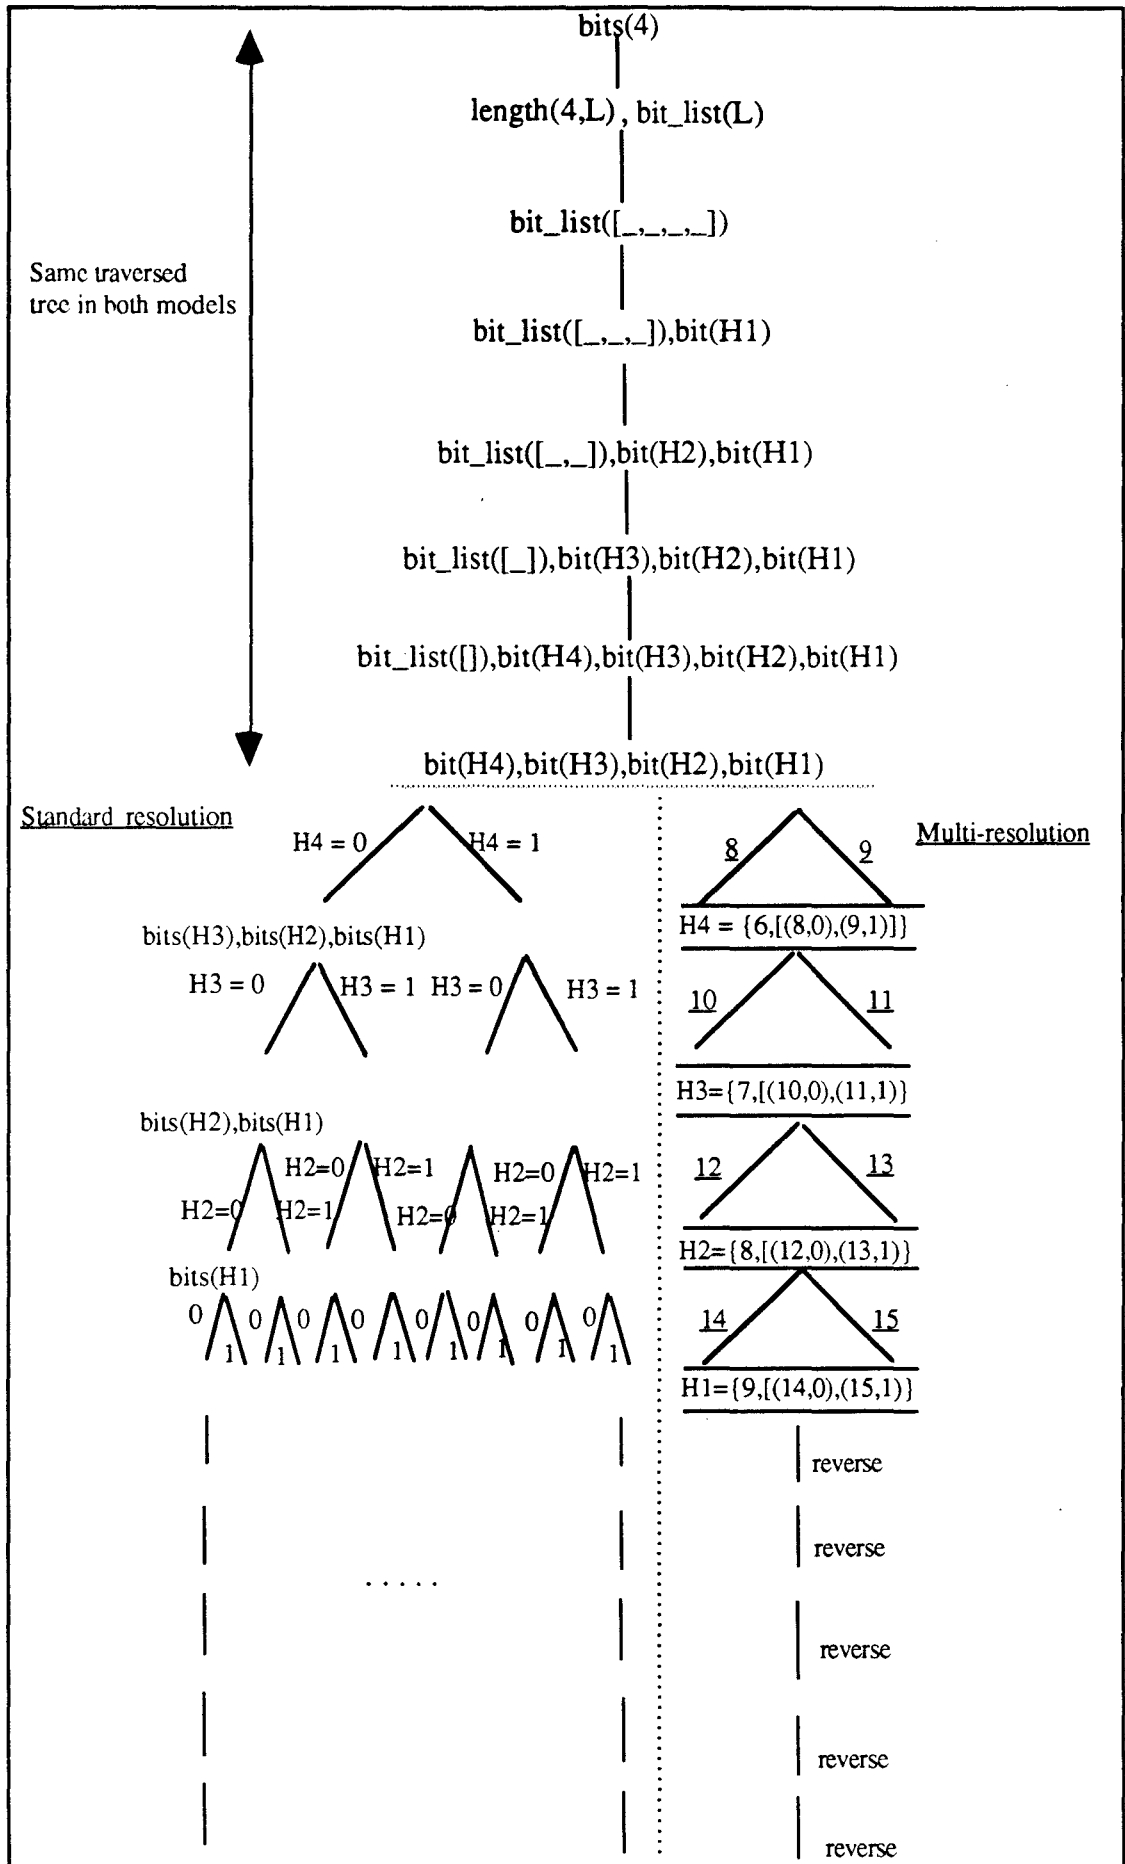 bits(4)
length(4,L), bit_list(L)
bit_list([_,_,_,_])
Same traversed
tree in both models
bit_list([_,_,_]),bit(H1)
bit_list([_,_]),bit(H2),bit(H1)
bit_list([_]),bit(H3),bit(H2),bit(H1)
bit_list([]),bit(H4),bit(H3),bit(H2),bit(H1)
bit(H4),bit(H3),bit(H2),bit(H1)
Standard resolution
Multi-resolution
H4 = 0 H4 = 1
8 9
H4 = {6,[(8,0),(9,1)]}
bits(H3),bits(H2),bits(H1)
H3 = 0 H3 = 1 H3 = 0 H3 = 1
10 11
H3={7,[(10,0),(11,1)}
bits(H2),bits(H1)
H2=0 H2=1 H2=0 H2=1
12 13
H2=0 H2=1 H2=0 H2=1
H2={8,[(12,0),(13,1)}
bits(H1)
0 0 0 0 0 0 0 0
14 15
1 1 1 1 1 1 1 1
H1={9,[(14,0),(15,1)}
reverse
reverse
.....
reverse
reverse
reverse